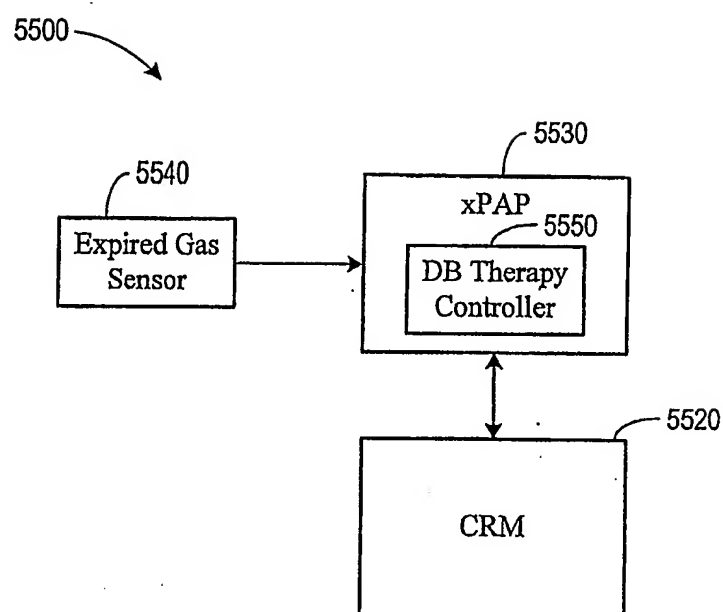 5500
5530
5540
xPAP
5550
Expired Gas
Sensor
DB Therapy
Controller
5520
CRM